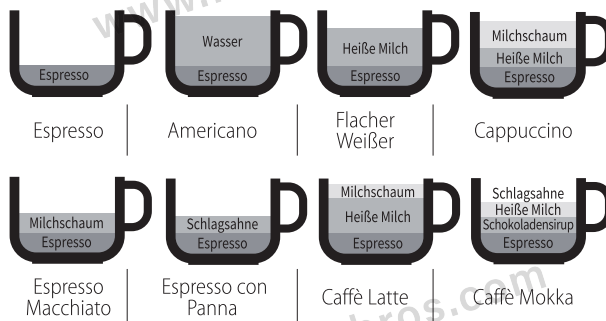 Espresso
Wasser
Espresso
Heiße Milch
Espresso
Milchschaum
Heiße Milch
Espresso
Espresso
Americano
Flacher
Weißer
Cappuccino
Milchschaum
Espresso
Schlagsahne
Espresso
Milchschaum
Heiße Milch
Espresso
Schlagsahne
Heiße Milch
Schokoladensirup
Espresso
Espresso
Macchiato
Espresso con
Panna
Caffè Latte
Caffè Mokka